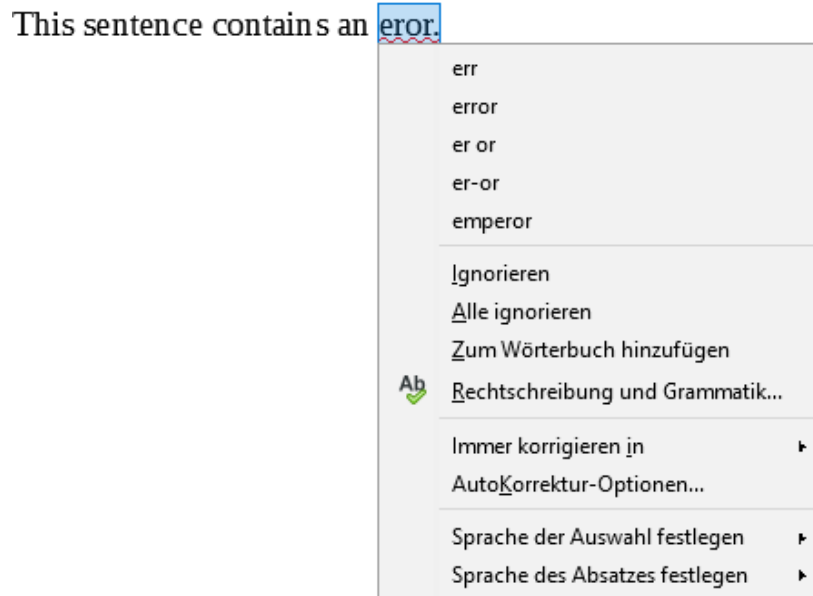 This sentence contains an eror.
err
error
er or
er-or
emperor
Ignorieren
Alle ignorieren
Zum Wörterbuch hinzufügen
Ab
Rechtschreibung und Grammatik...
Immer korrigieren in
AutoKorrektur-Optionen...
Sprache der Auswahl festlegen
Sprache des Absatzes festlegen